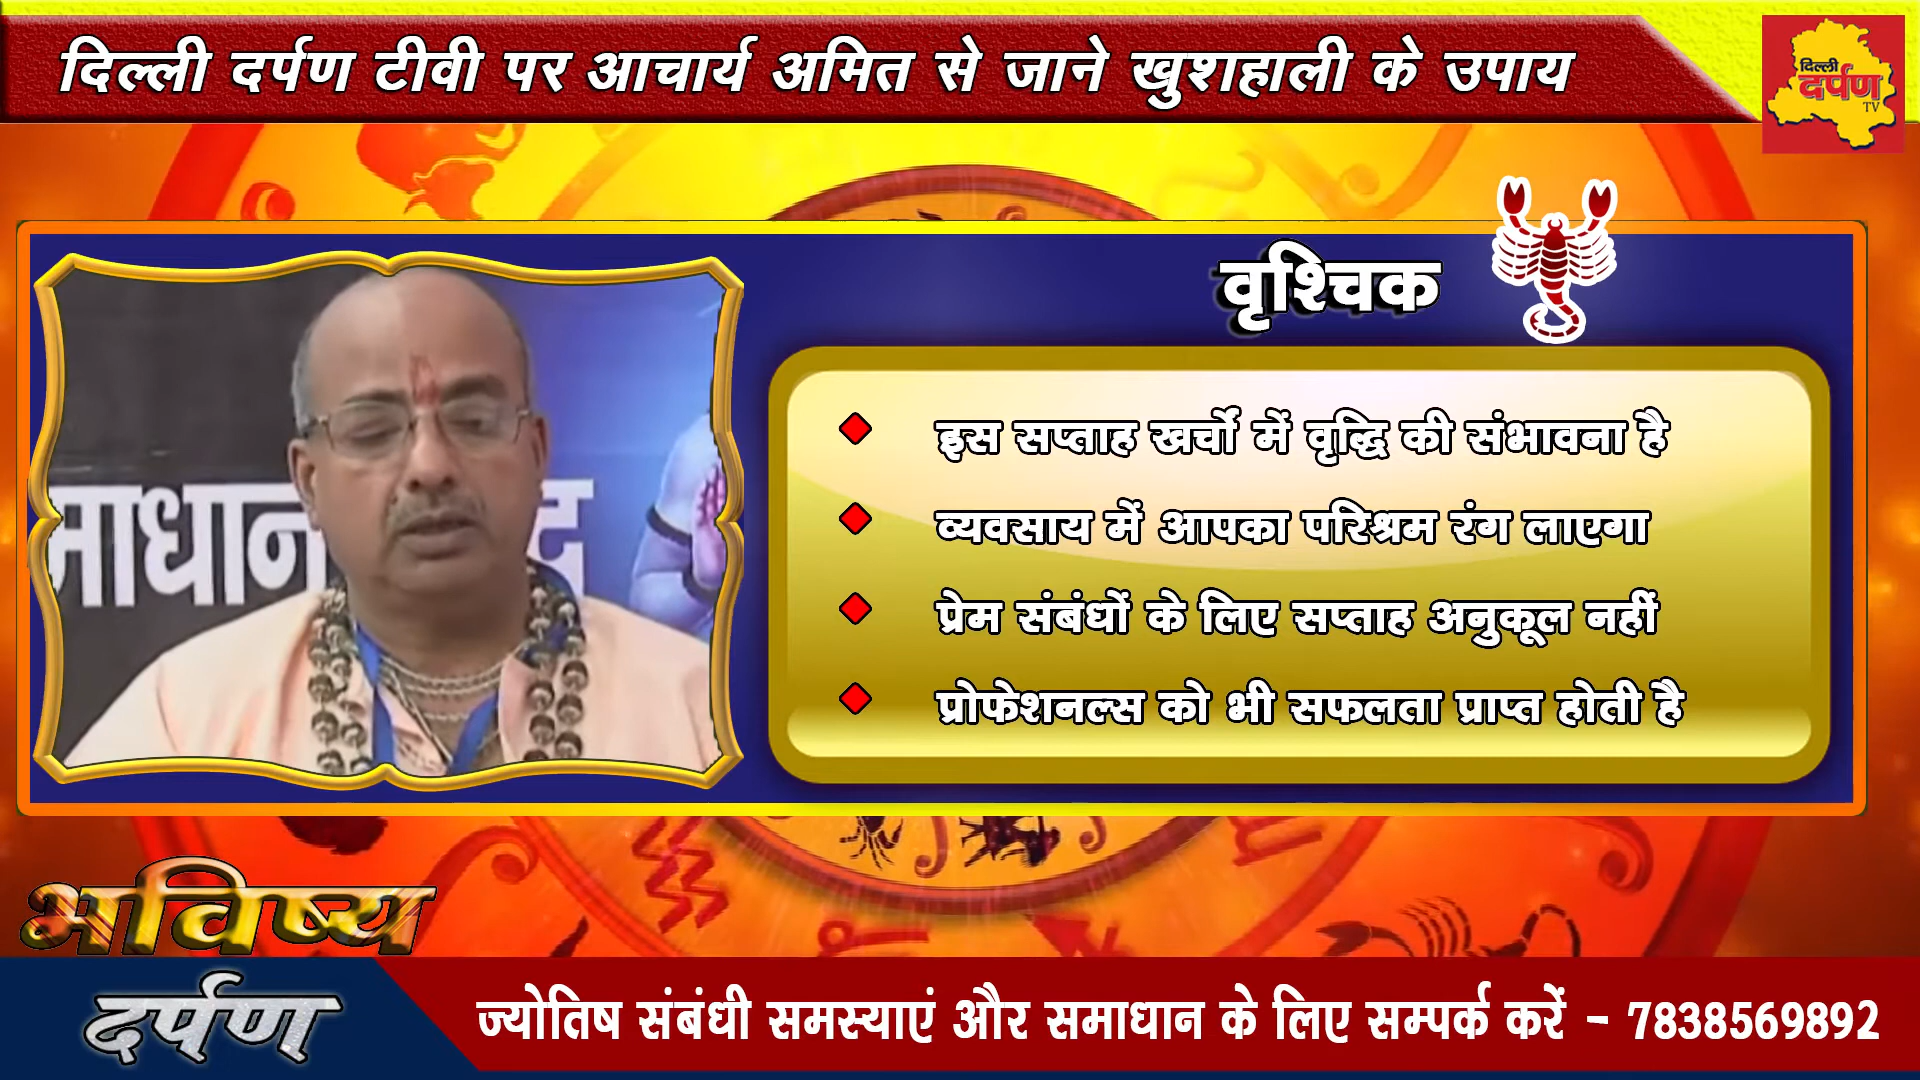 दिल्ली दर्पण टीवी पर आचार्य अमित से जाने खुशहाली के उपाय
दिल्ली
दर्पण
TV
वृश्चिक
माधान
द
इस सप्ताह खर्चो में वृद्धि की संभावना है
व्यवसाय में आपका परिश्रम रंग लाएगा
प्रेम संबंधों के लिए सप्ताह अनुकूल नहीं
प्रोफेशनल्स को भी सफलता प्राप्त होती है
भविष्य
दर्पण
ज्योतिष संबंधी समस्याएं और समाधान के लिए सम्पर्क करें - 7838569892